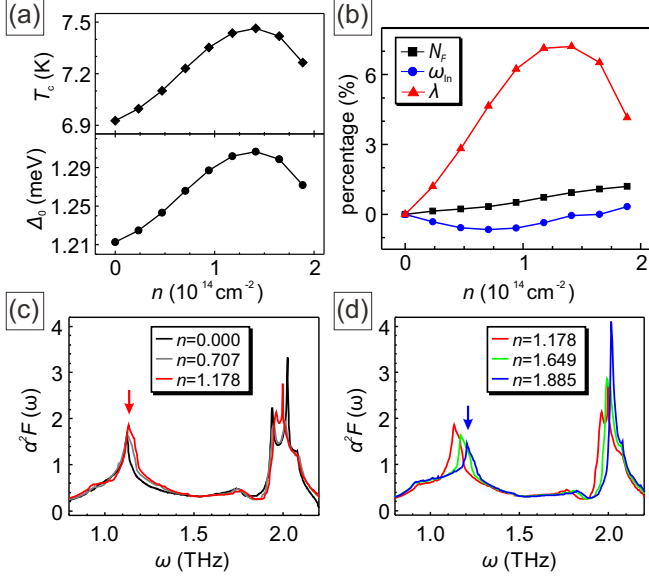 (a)
7.5
7.2
6.9
T_c (K)
1.29
1.25
1.21
Δ_0 (meV)
0 1 2
n (10^14 cm^-2)
(b)
N_F
ω_ln
λ
6
3
0
percentage (%)
0 1 2
n (10^14 cm^-2)
(c)
n=0.000
n=0.707
n=1.178
4
3
2
1
0
α²F (ω)
1.0 1.5 2.0
ω (THz)
(d)
n=1.178
n=1.649
n=1.885
4
3
2
1
0
α²F (ω)
1.0 1.5 2.0
ω (THz)